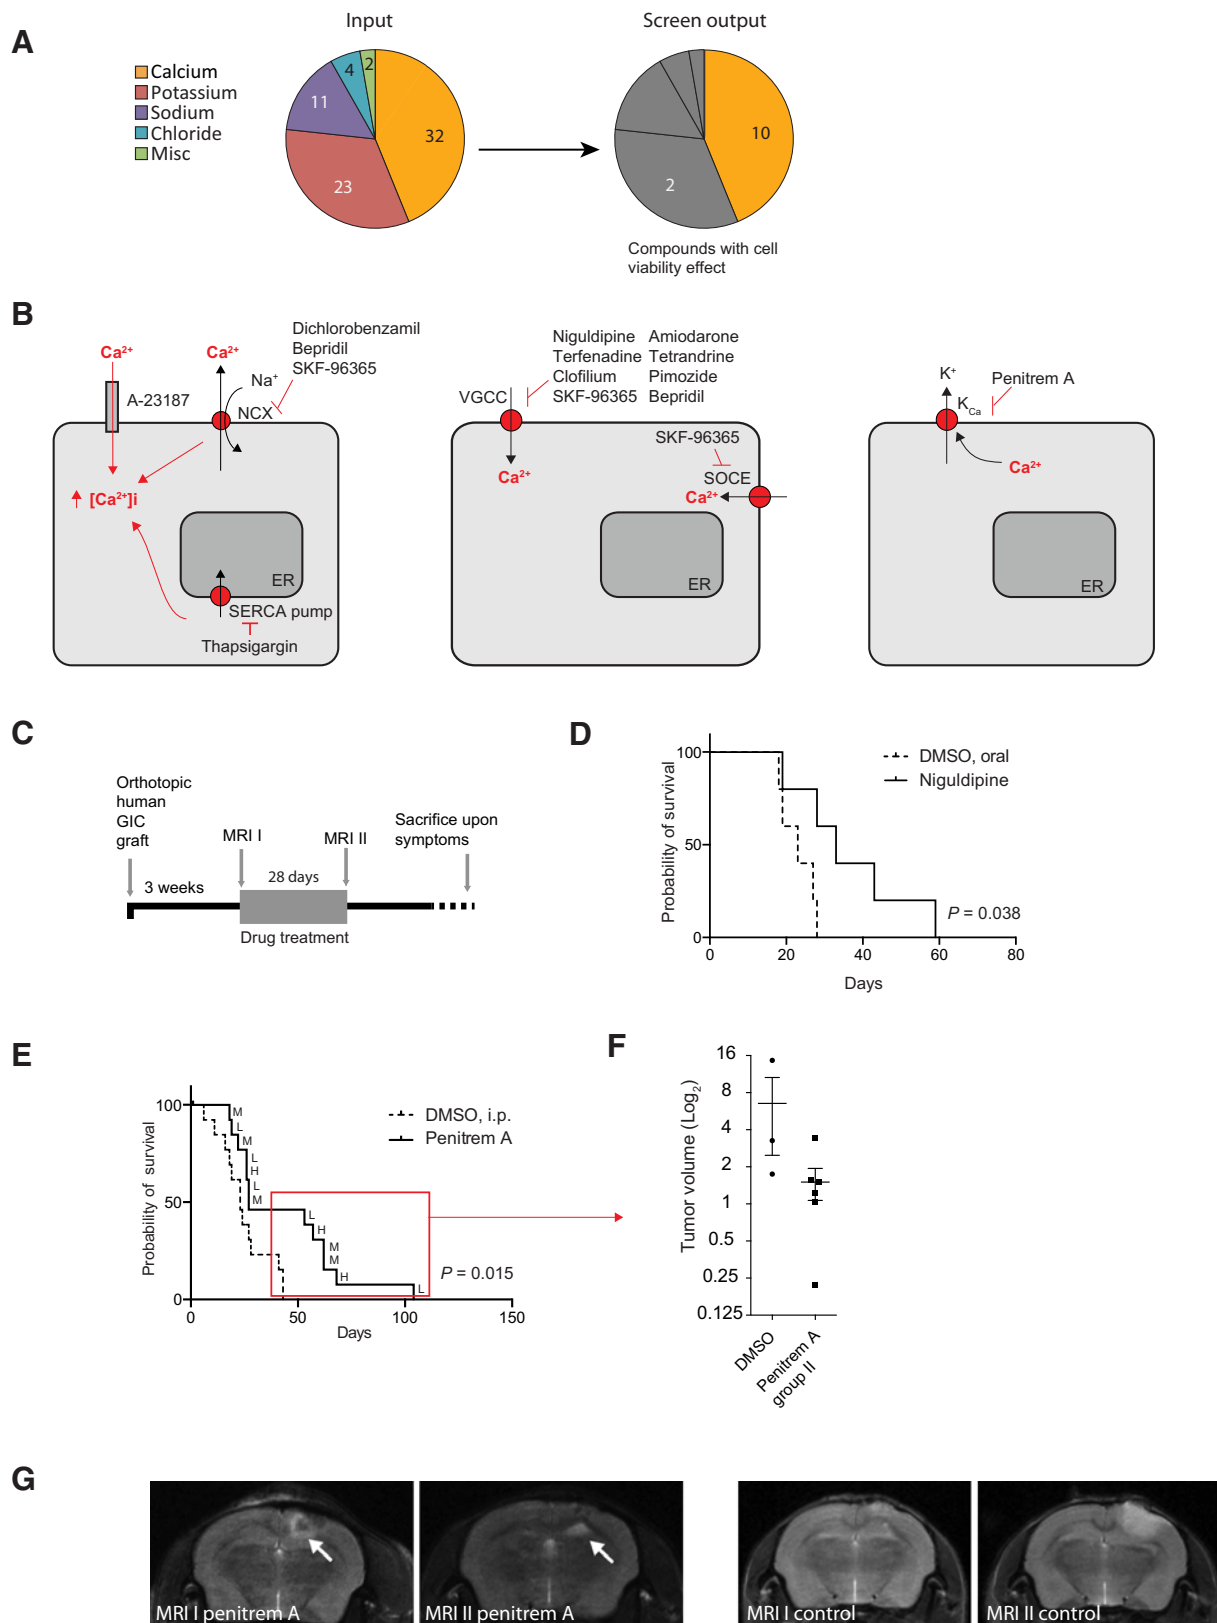 A
Input
Screen output
Calcium
Potassium
Sodium
Chloride
Misc
2
4
11
32
23
10
2
Compounds with cell
viability effect
B
Ca²⁺
A-23187
Ca²⁺
Na⁺
NCX
Dichlorobenzamil
Bepridil
SKF-96365
[Ca²⁺]i
ER
SERCA pump
Thapsigargin
Niguldipine
Terfenadine
Clofilium
SKF-96365
Amiodarone
Tetrandrine
Pimozide
Bepridil
VGCC
Ca²⁺
SKF-96365
SOCE
Ca²⁺
ER
K⁺
K_Ca
Penitrem A
Ca²⁺
ER
C
Orthotopic
human
GIC
graft
3 weeks
MRI I
28 days
MRI II
Drug treatment
Sacrifice upon
symptoms
D
Probability of survival
100
50
0
0 20 40 60 80
Days
DMSO, oral
Niguldipine
P = 0.038
E
Probability of survival
100
50
0
0 50 100 150
Days
DMSO, i.p.
Penitrem A
M
L
M
L
H
L
M
L
H
M
M
H
L
P = 0.015
F
Tumor volume (Log₂)
16
8
4
2
1
0.5
0.25
0.125
DMSO
Penitrem A
group II
G
MRI I penitrem A
MRI II penitrem A
MRI I control
MRI II control